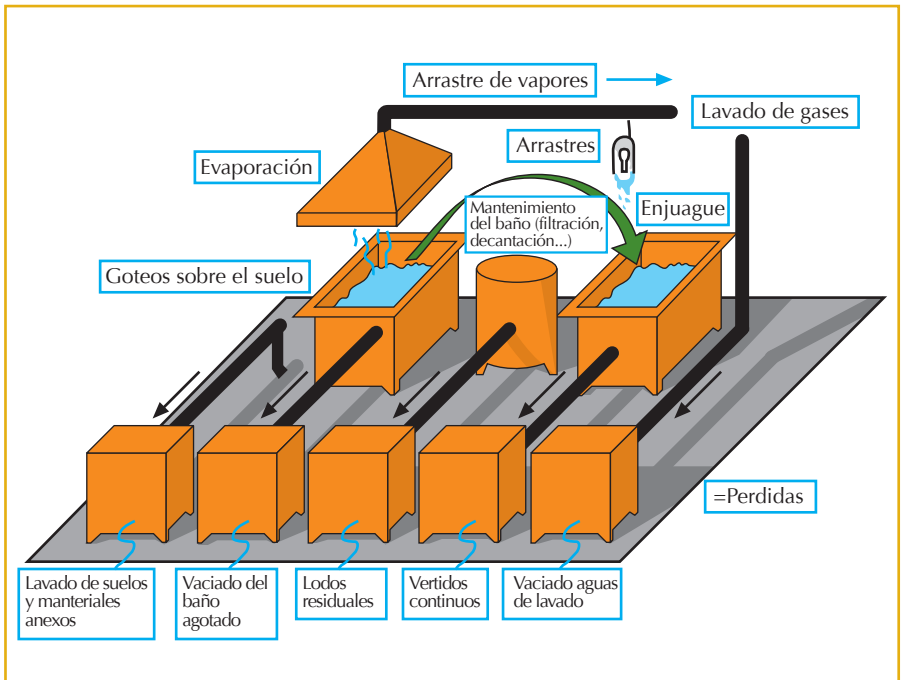 Arrastre de vapores
Lavado de gases
Arrastres
Evaporación
Mantenimiento
del baño (filtración,
decantación...)
Enjuague
Goteos sobre el suelo
=Perdidas
Lavado de suelos
y manteriales
anexos
Vaciado del
baño
agotado
Lodos
residuales
Vertidos
continuos
Vaciado aguas
de lavado